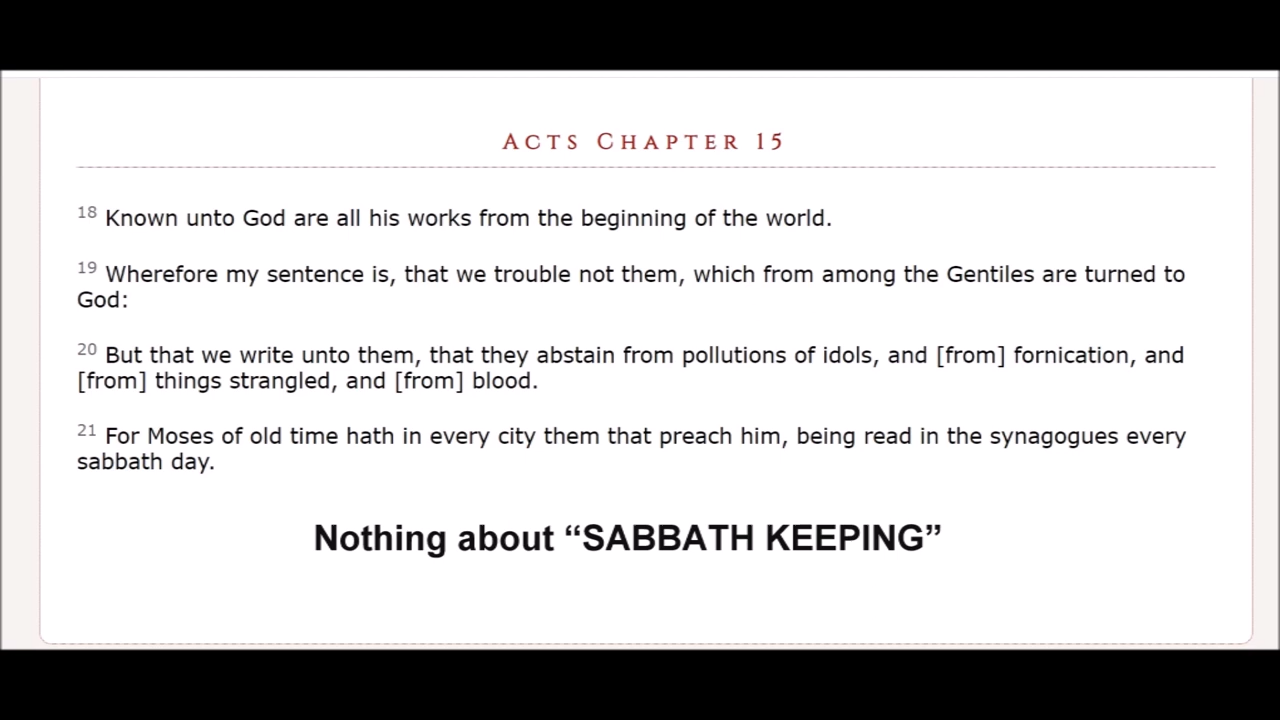 Acts Chapter 15
18 Known unto God are all his works from the beginning of the world.
19 Wherefore my sentence is, that we trouble not them, which from among the Gentiles are turned to
God:
20 But that we write unto them, that they abstain from pollutions of idols, and [from] fornication, and
[from] things strangled, and [from] blood.
21 For Moses of old time hath in every city them that preach him, being read in the synagogues every
sabbath day.
Nothing about “SABBATH KEEPING”